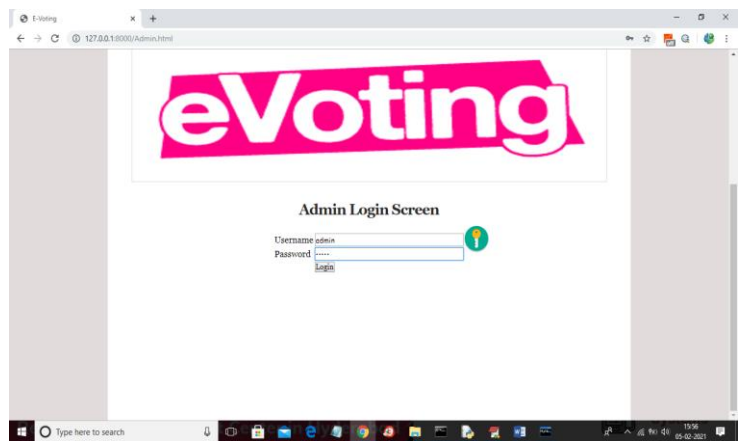 E-Voting
127.0.0.1:8000/Admin.html
eVoting
Admin Login Screen
Username admin
Password -----
Login
Type here to search
15:56
05-02-2021